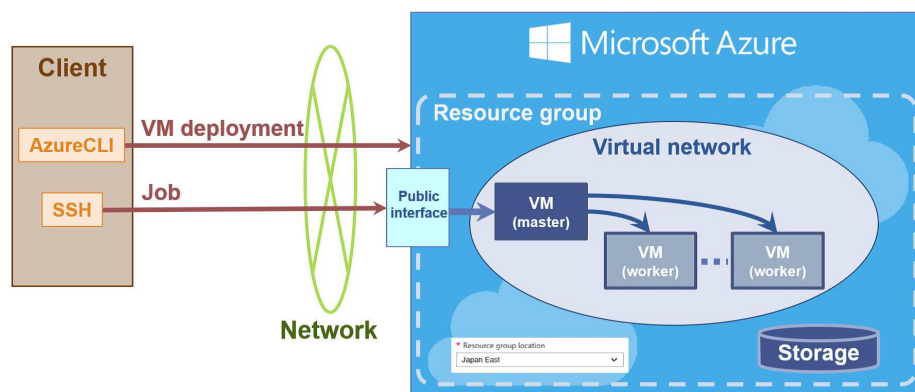 Microsoft Azure
Client
Resource group
VM deployment
AzureCLI
Virtual network
Job
Public
interface
SSH
VM
(master)
VM
(worker)
VM
(worker)
Network
* Resource group location
Japan East
Storage